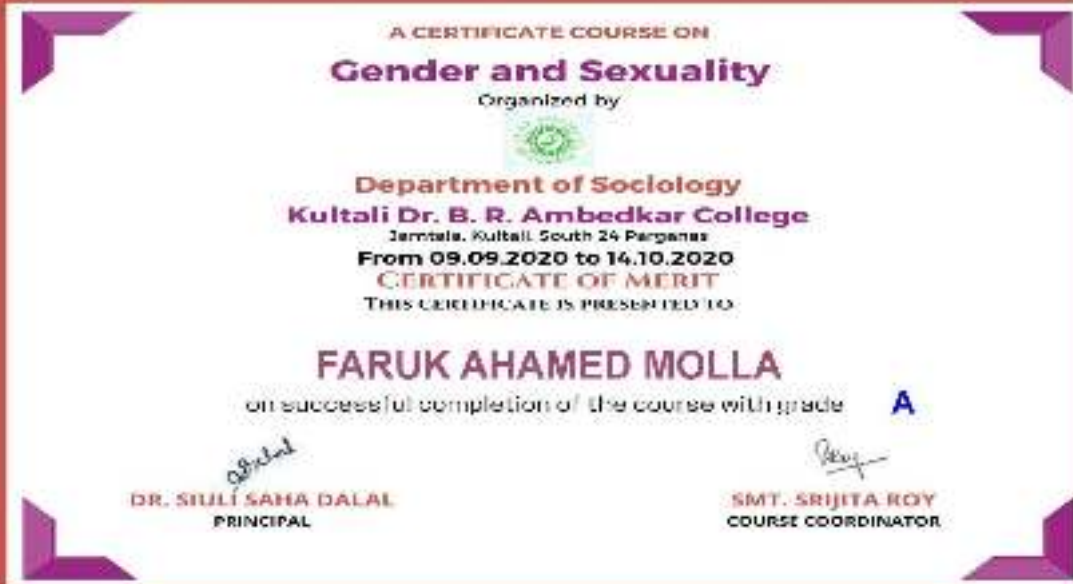 A CERTIFICATE COURSE ON
Gender and Sexuality
Organized by
Department of Sociology
Kultali Dr. B. R. Ambedkar College
Jamtala, Kultali, South 24 Parganas
From 09.09.2020 to 14.10.2020
CERTIFICATE OF MERIT
THIS CERTIFICATE IS PRESENTED TO
FARUK AHAMED MOLLA
on successful completion of the course with grade A
DR. SIULI SAHA DALAL
PRINCIPAL
SMT. SRIJITA ROY
COURSE COORDINATOR